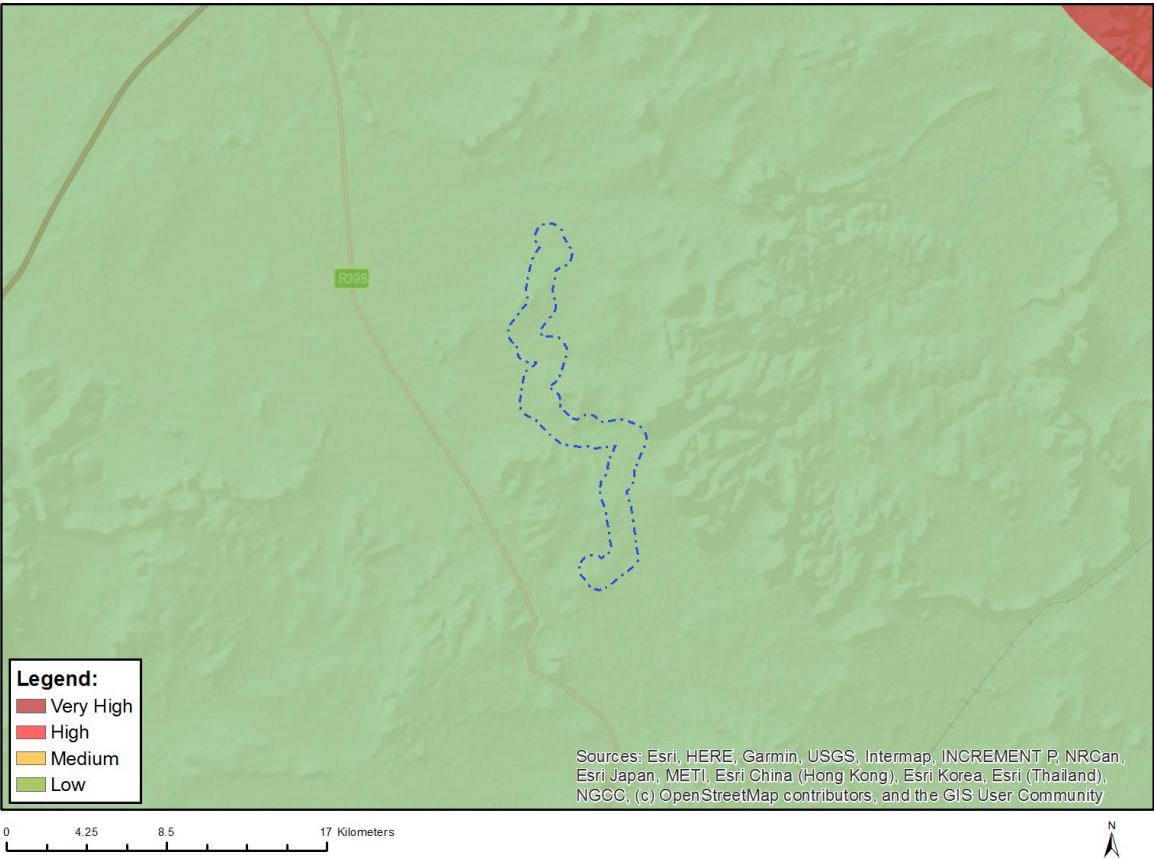 R398
Legend:
Very High
High
Medium
Low
Sources: Esri, HERE, Garmin, USGS, Intermap, INCREMENT P, NRCan,
Esri Japan, METI, Esri China (Hong Kong), Esri Korea, Esri (Thailand),
NGCC, (c) OpenStreetMap contributors, and the GIS User Community
0 4.25 8.5 17 Kilometers
N